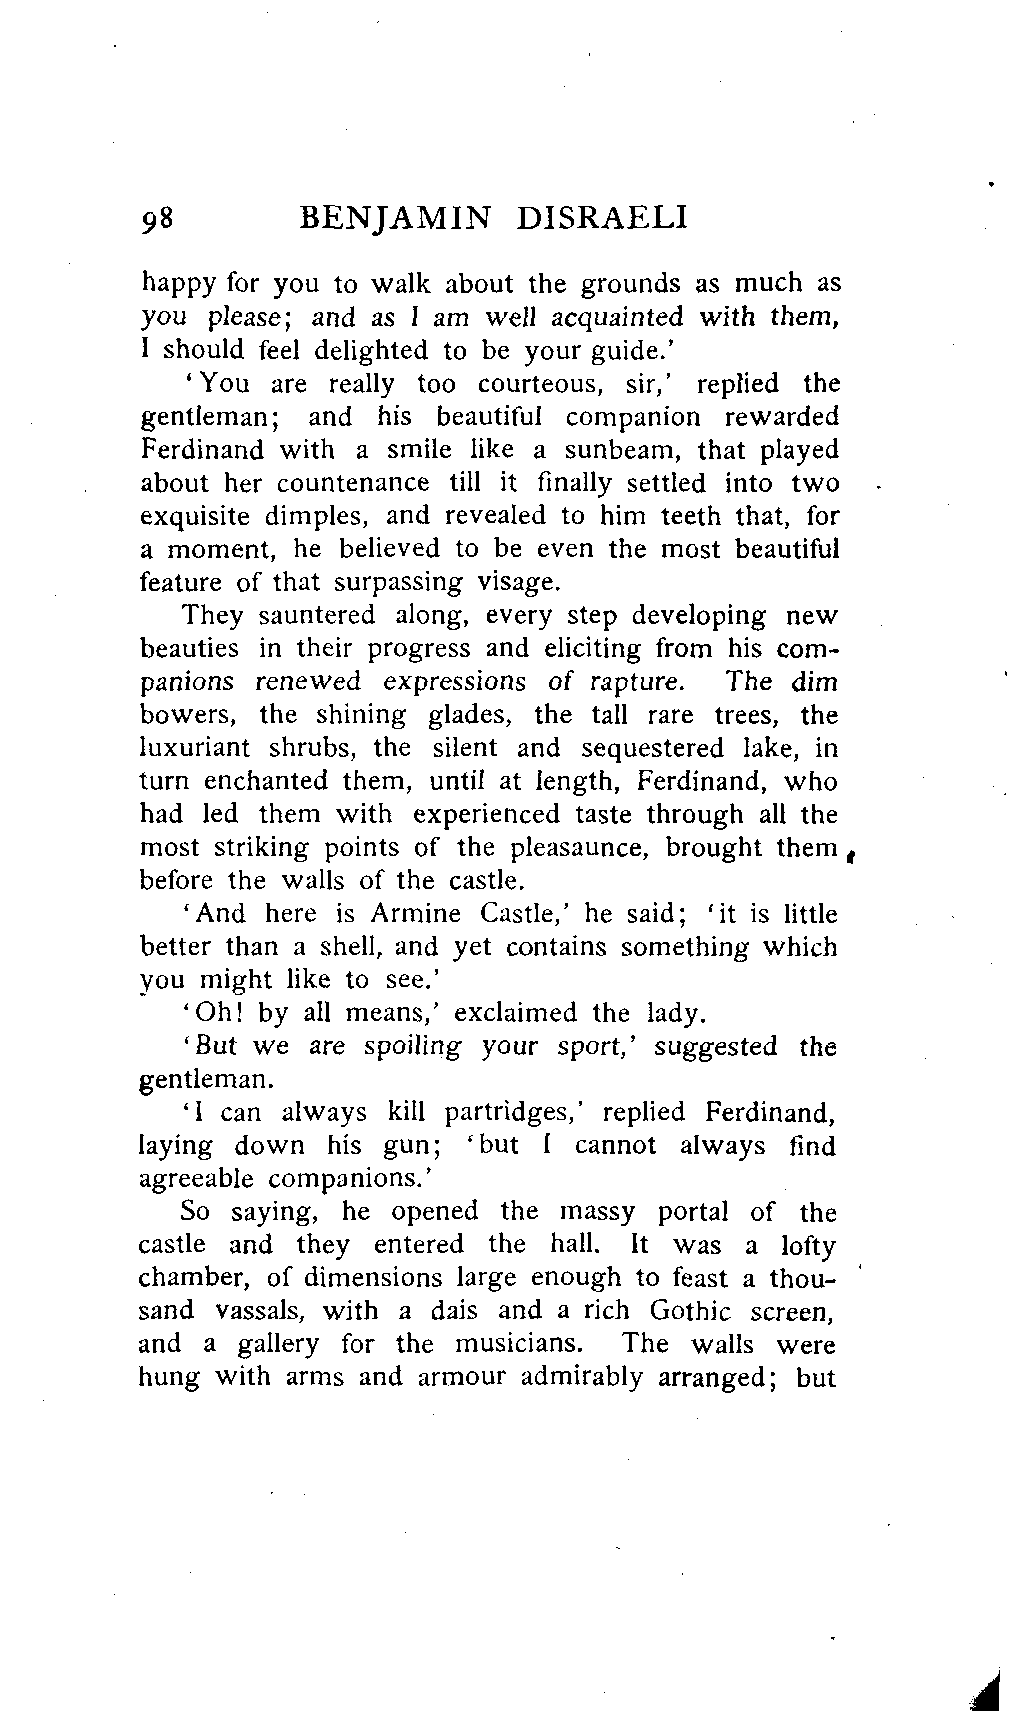 98 BENJAMIN DISRAELI
happy for you to walk about the grounds as much as
you please; and as I am well acquainted with them,
I should feel delighted to be your guide.'
'You are really too courteous, sir,' replied the
gentleman; and his beautiful companion rewarded
Ferdinand with a smile like a sunbeam, that played
about her countenance till it finally settled into two
exquisite dimples, and revealed to him teeth that, for
a moment, he believed to be even the most beautiful
feature of that surpassing visage.
They sauntered along, every step developing new
beauties in their progress and eliciting from his com-
panions renewed expressions of rapture. The dim
bowers, the shining glades, the tall rare trees, the
luxuriant shrubs, the silent and sequestered lake, in
turn enchanted them, until at length, Ferdinand, who
had led them with experienced taste through all the
most striking points of the pleasaunce, brought them
before the walls of the castle.
'And here is Armine Castle,' he said; 'it is little
better than a shell, and yet contains something which
you might like to see.'
'Oh! by all means,' exclaimed the lady.
'But we are spoiling your sport,' suggested the
gentleman.
'I can always kill partridges,' replied Ferdinand,
laying down his gun; 'but I cannot always find
agreeable companions.'
So saying, he opened the massy portal of the
castle and they entered the hall. It was a lofty
chamber, of dimensions large enough to feast a thou-
sand vassals, with a dais and a rich Gothic screen,
and a gallery for the musicians. The walls were
hung with arms and armour admirably arranged; but